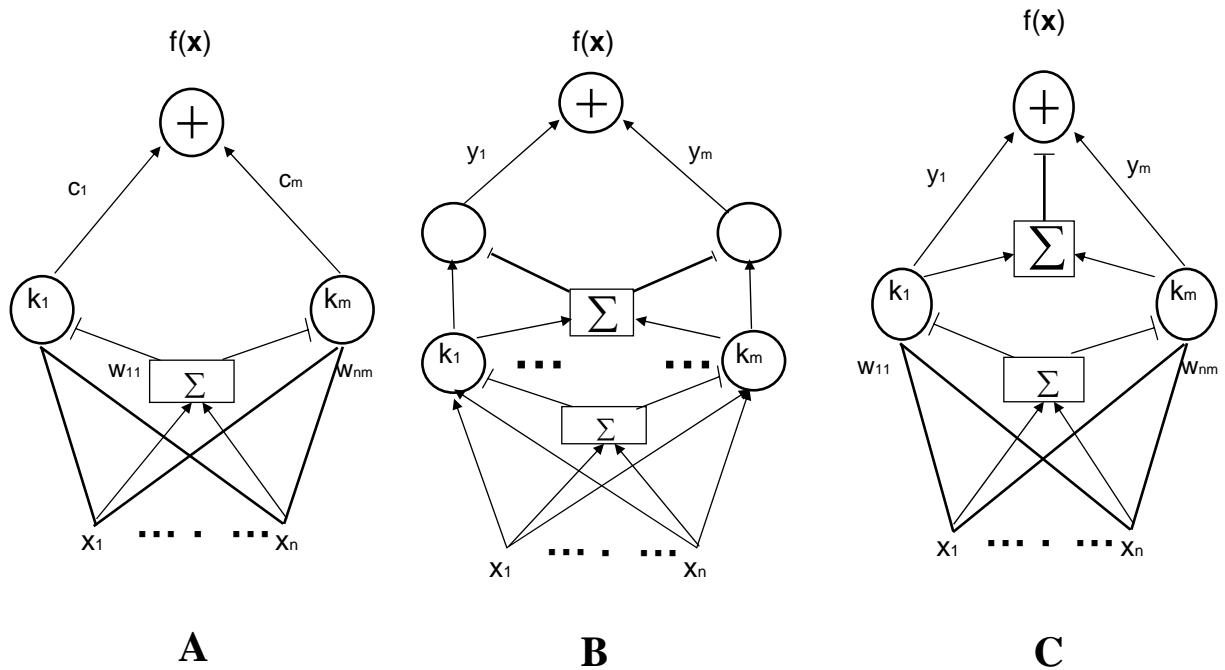 f(x)
+
c1
cm
k1
km
w11
Σ
wnm
x1 ... . ... xn
A
f(x)
+
y1
ym
Σ
k1 ... ... km
Σ
x1 ... . ... xn
B
f(x)
+
y1
ym
Σ
k1
km
w11
Σ
wnm
x1 ... . ... xn
C